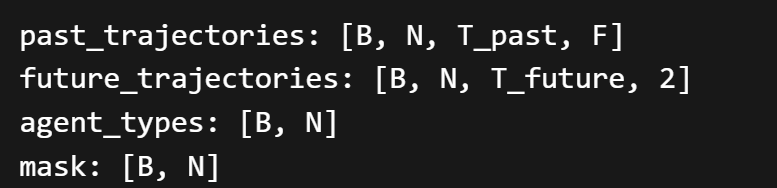 past_trajectories: [B, N, T_past, F]
future_trajectories: [B, N, T_future, 2]
agent_types: [B, N]
mask: [B, N]